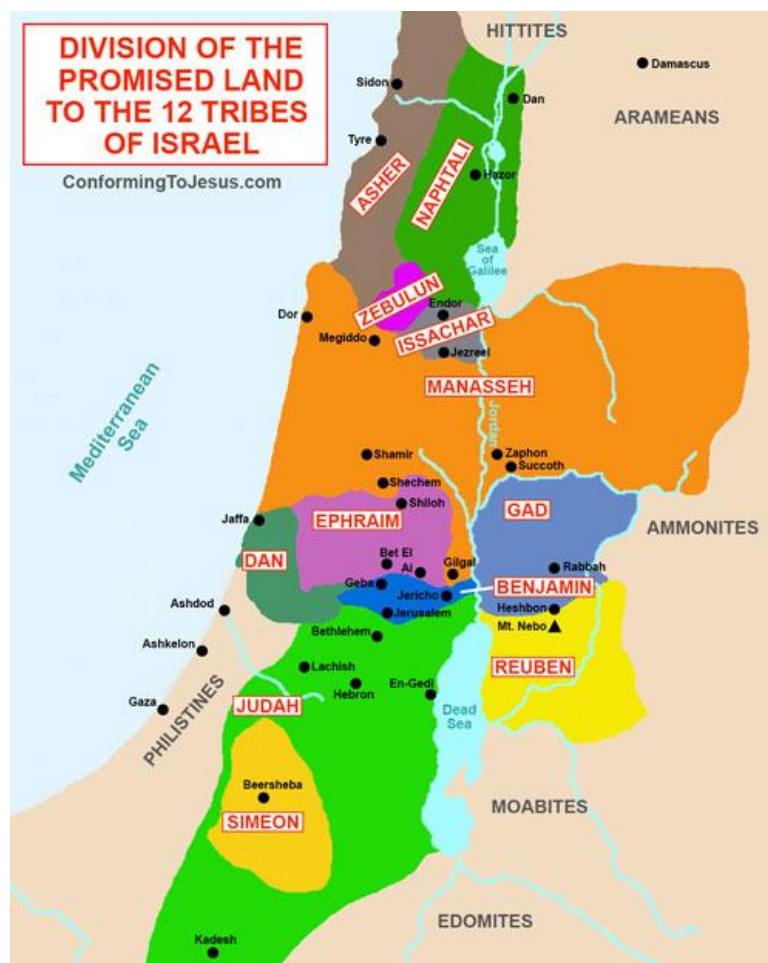 DIVISION OF THE
PROMISED LAND
TO THE 12 TRIBES
OF ISRAEL
ConformingToJesus.com
HITTITES
Damascus
Sidon
Dan
ARAMEANS
Tyre
ASHER
NAPHTALI
Hazor
Sea
of
Galilee
ZEBULUN
Endor
Dor
ISSACHAR
Megiddo
Jezreel
MANASSEH
Mediterranean
Sea
Jordan
Shamir
Zaphon
Succoth
Shechem
Shiloh
GAD
EPHRAIM
Jaffa
AMMONITES
DAN
Bet El
Ai
Gilgal
Rabbah
Geba
BENJAMIN
Jericho
Ashdod
Jerusalem
Heshbon
Mt. Nebo
Bethlehem
Ashkelon
REUBEN
Lachish
Hebron
En-Gedi
Gaza
JUDAH
PHILISTINES
Dead
Sea
Beersheba
MOABITES
SIMEON
EDOMITES
Kadesh